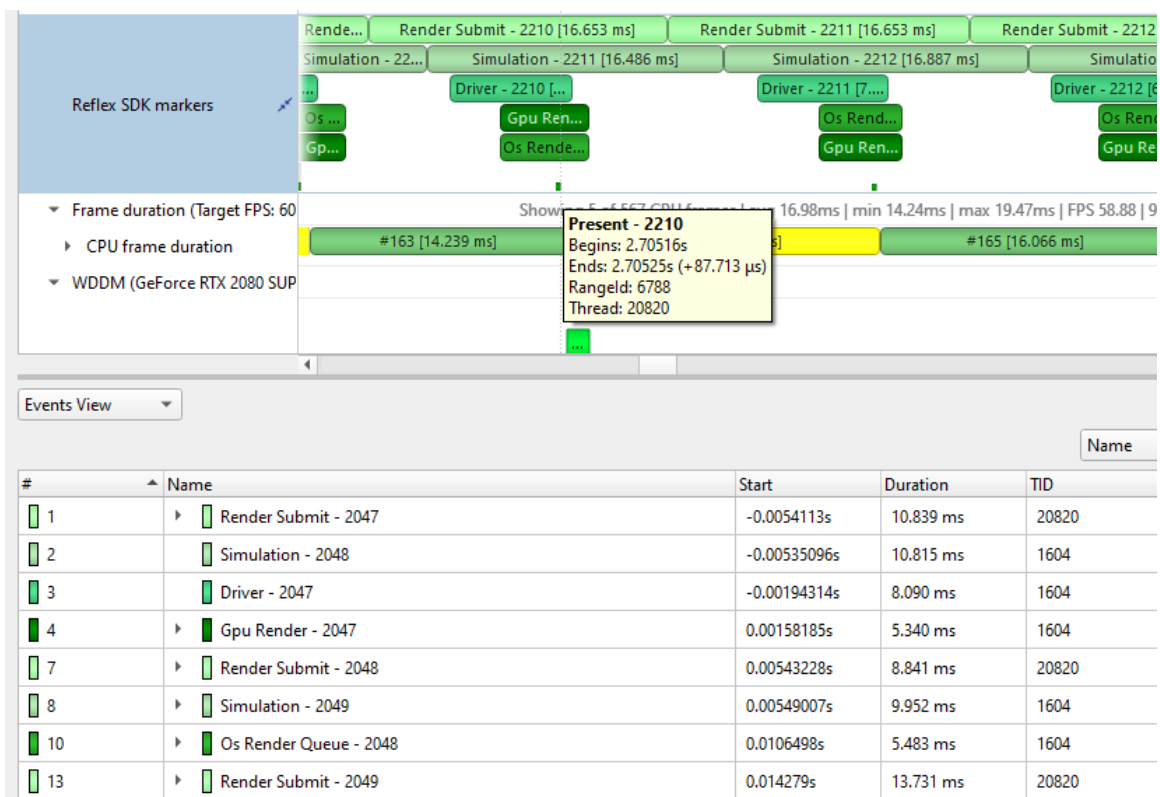 Rende... Render Submit - 2210 [16.653 ms] Render Submit - 2211 [16.653 ms] Render Submit - 2212
Simulation - 22... Simulation - 2211 [16.486 ms] Simulation - 2212 [16.887 ms] Simulatio
Reflex SDK markers
... Driver - 2210 [... Driver - 2211 [7.... Driver - 2212 [6
Os ... Gpu Ren... Os Rend... Os Rend
Gp... Os Rende... Gpu Ren... Gpu Re
Frame duration (Target FPS: 60
Showing 5 of 567 CPU frames | avg 16.98ms | min 14.24ms | max 19.47ms | FPS 58.88 | 9
CPU frame duration
#163 [14.239 ms] s] #165 [16.066 ms]
WDDM (GeForce RTX 2080 SUP
Present - 2210
Begins: 2.70516s
Ends: 2.70525s (+87.713 μs)
RangeId: 6788
Thread: 20820
...
Events View
Name
# Name Start Duration TID
1 Render Submit - 2047 -0.0054113s 10.839 ms 20820
2 Simulation - 2048 -0.00535096s 10.815 ms 1604
3 Driver - 2047 -0.00194314s 8.090 ms 1604
4 Gpu Render - 2047 0.00158185s 5.340 ms 1604
7 Render Submit - 2048 0.00543228s 8.841 ms 20820
8 Simulation - 2049 0.00549007s 9.952 ms 1604
10 Os Render Queue - 2048 0.0106498s 5.483 ms 1604
13 Render Submit - 2049 0.014279s 13.731 ms 20820